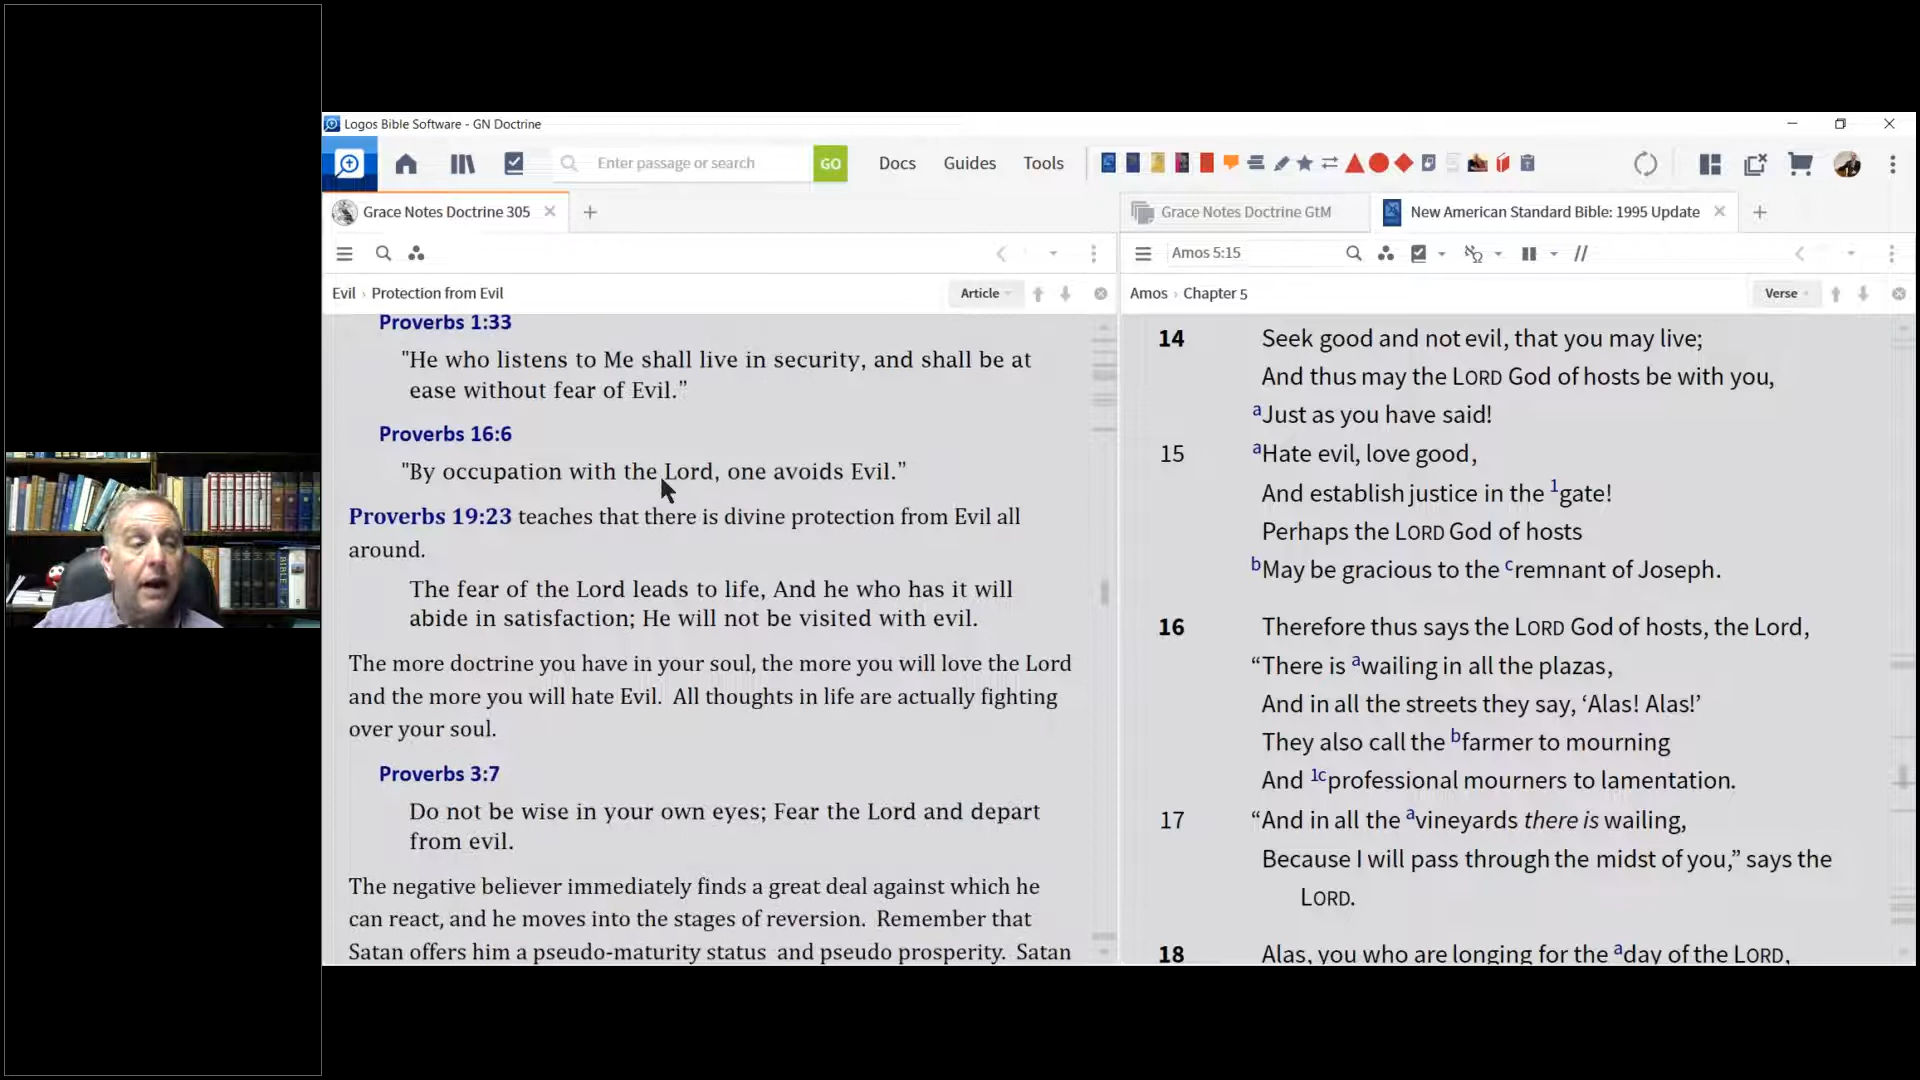 Logos Bible Software - GN Doctrine
Enter passage or search
GO
Docs
Guides
Tools
Grace Notes Doctrine 305
Evil › Protection from Evil
Article
Proverbs 1:33
"He who listens to Me shall live in security, and shall be at
ease without fear of Evil.”
Proverbs 16:6
"By occupation with the Lord, one avoids Evil.”
Proverbs 19:23 teaches that there is divine protection from Evil all
around.
The fear of the Lord leads to life, And he who has it will
abide in satisfaction; He will not be visited with evil.
The more doctrine you have in your soul, the more you will love the Lord
and the more you will hate Evil.  All thoughts in life are actually fighting
over your soul.
Proverbs 3:7
Do not be wise in your own eyes; Fear the Lord and depart
from evil.
The negative believer immediately finds a great deal against which he
can react, and he moves into the stages of reversion.  Remember that
Satan offers him a pseudo-maturity status  and pseudo prosperity.  Satan
Grace Notes Doctrine GtM
New American Standard Bible: 1995 Update
Amos 5:15
Amos › Chapter 5
Verse
14 Seek good and not evil, that you may live;
And thus may the LORD God of hosts be with you,
aJust as you have said!
15 aHate evil, love good,
And establish justice in the 1gate!
Perhaps the LORD God of hosts
bMay be gracious to the cremnant of Joseph.
16 Therefore thus says the LORD God of hosts, the Lord,
“There is awailing in all the plazas,
And in all the streets they say, ‘Alas! Alas!’
They also call the bfarmer to mourning
And 1cprofessional mourners to lamentation.
17 “And in all the avineyards there is wailing,
Because I will pass through the midst of you,” says the
LORD.
18 Alas, you who are longing for the aday of the LORD,
BIBLE